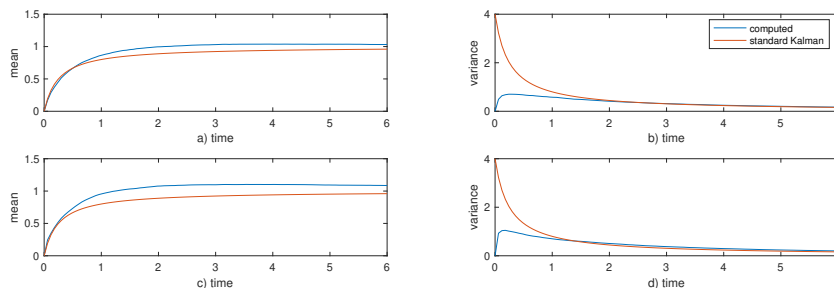 1.5
1
0.5
0
mean
0 1 2 3 4 5 6
a) time
4
2
0
variance
computed
standard Kalman
0 1 2 3 4 5
b) time
1.5
1
0.5
0
mean
0 1 2 3 4 5 6
c) time
4
2
0
variance
0 1 2 3 4 5
d) time